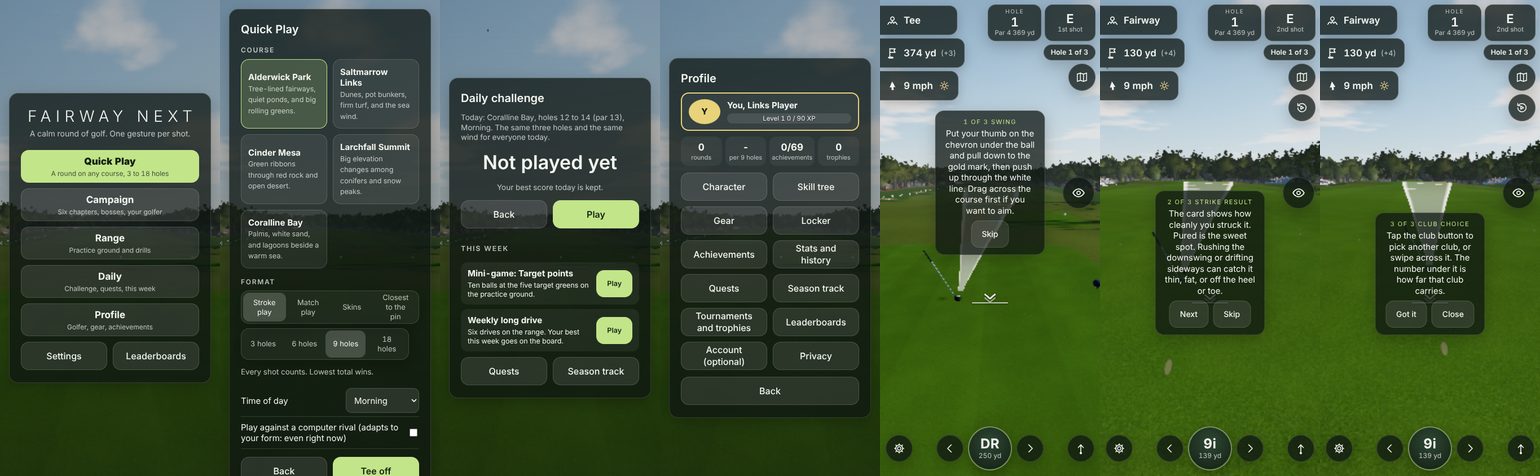 FAIRWAY NEXT
A calm round of golf. One gesture per shot.
Quick Play
A round on any course, 3 to 18 holes
Campaign
Six chapters, bosses, your golfer
Range
Practice ground and drills
Daily
Challenge, quests, this week
Profile
Golfer, gear, achievements
Settings
Leaderboards
Quick Play
COURSE
Alderwick Park
Tree-lined fairways,
quiet ponds, and big
rolling greens.
Saltmarrow
Links
Dunes, pot bunkers,
firm turf, and the sea
wind.
Cinder Mesa
Green ribbons
through red rock and
open desert.
Larchfall Summit
Big elevation
changes among
conifers and snow
peaks.
Coralline Bay
Palms, white sand,
and lagoons beside a
warm sea.
FORMAT
Stroke
play
Match
play
Skins
Closest
to the
pin
3 holes
6 holes
9 holes
18
holes
Every shot counts. Lowest total wins.
Time of day
Morning
Play against a computer rival (adapts to
your form: even right now)
Back
Tee off
Daily challenge
Today: Coralline Bay, holes 12 to 14 (par 13),
Morning. The same three holes and the same
wind for everyone today.
Not played yet
Your best score today is kept.
Back
Play
THIS WEEK
Mini-game: Target points
Ten balls at the five target greens on
the practice ground.
Play
Weekly long drive
Six drives on the range. Your best
this week goes on the board.
Play
Quests
Season track
Profile
Y
You, Links Player
Level 1 0 / 90 XP
0
rounds
-
per 9 holes
0/69
achievements
0
trophies
Character
Skill tree
Gear
Locker
Achievements
Stats and
history
Quests
Season track
Tournaments
and trophies
Leaderboards
Account
(optional)
Privacy
Back
Tee
HOLE
1
Par 4 369 yd
E
1st shot
374 yd (+3)
Hole 1 of 3
9 mph
1 OF 3 SWING
Put your thumb on the
chevron under the ball
and pull down to the
gold mark, then push
up through the white
line. Drag across the
course first if you
want to aim.
Skip
DR
250 yd
Fairway
HOLE
1
Par 4 369 yd
E
2nd shot
130 yd (+4)
Hole 1 of 3
9 mph
2 OF 3 STRIKE RESULT
The card shows how
cleanly you struck it.
Pured is the sweet
spot. Rushing the
downswing or drifting
sideways can catch it
thin, fat, or off the heel
or toe.
Next
Skip
9i
139 yd
Fairway
HOLE
1
Par 4 369 yd
E
2nd shot
130 yd (+4)
Hole 1 of 3
9 mph
3 OF 3 CLUB CHOICE
Tap the club button to
pick another club, or
swipe across it. The
number under it is
how far that club
carries.
Got it
Close
9i
139 yd